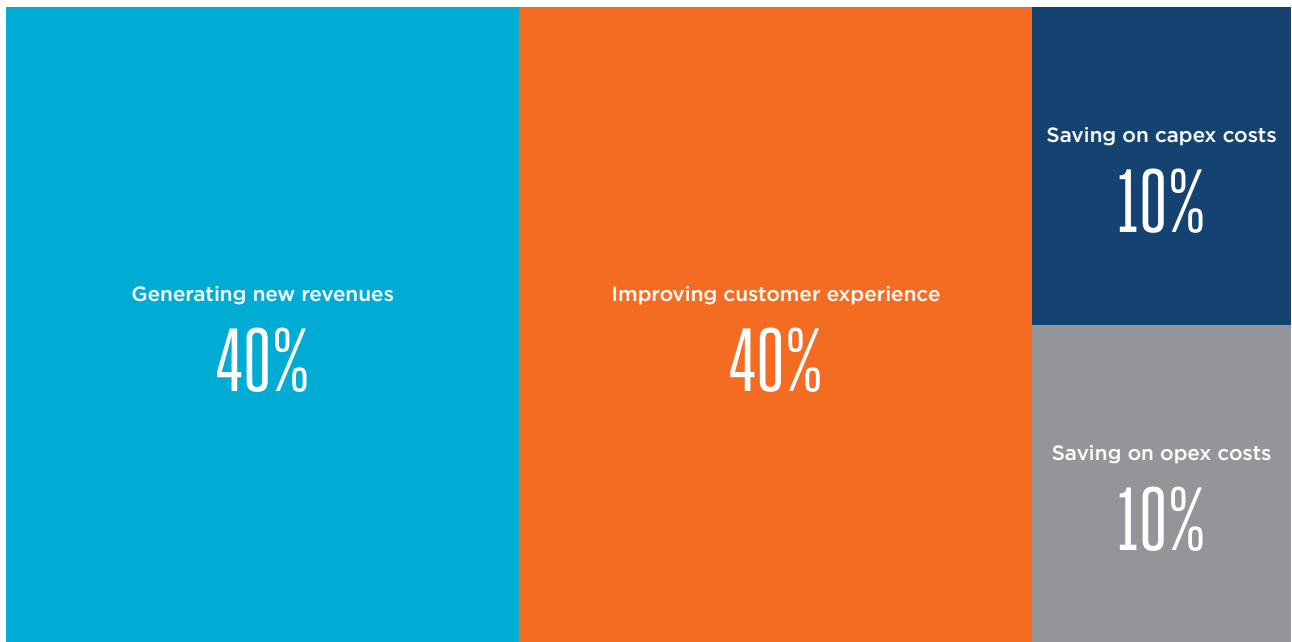 Generating new revenues
40%
Improving customer experience
40%
Saving on capex costs
10%
Saving on opex costs
10%